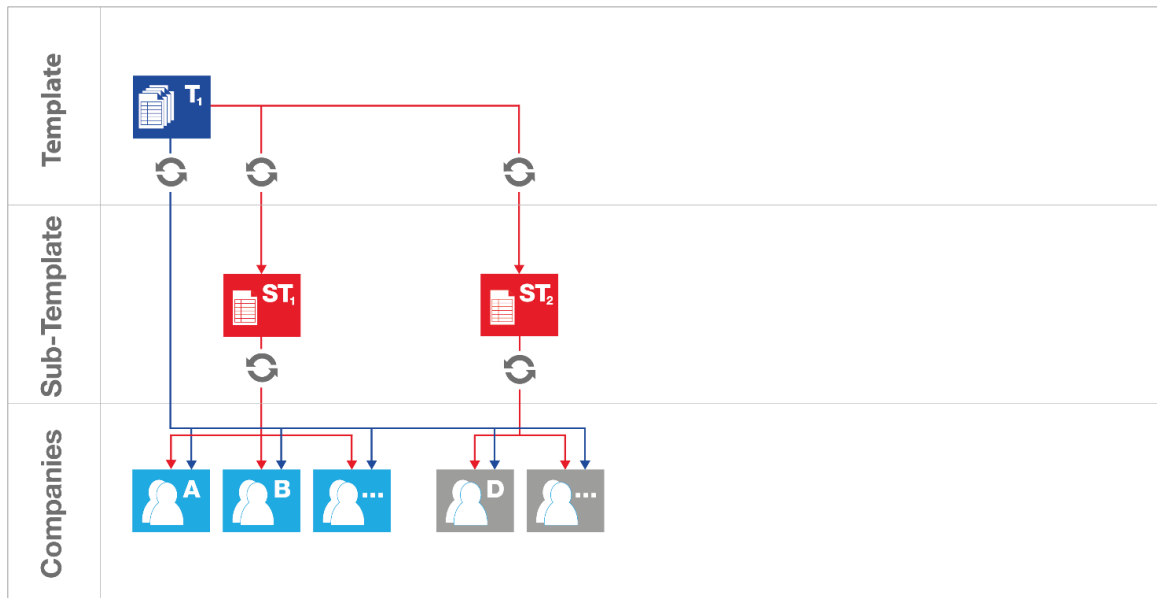 Template
T1
Sub-Template
ST1
ST2
Companies
A
B
...
D
...